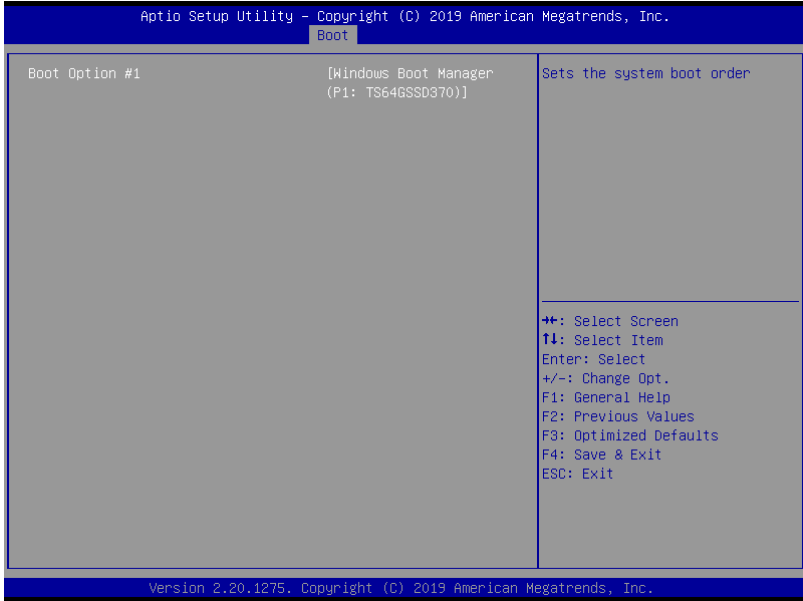 Aptio Setup Utility – Copyright (C) 2019 American Megatrends, Inc.
Boot
Boot Option #1 [Windows Boot Manager
(P1: TS64GSSD370)]
Sets the system boot order
→←: Select Screen
↑↓: Select Item
Enter: Select
+/-: Change Opt.
F1: General Help
F2: Previous Values
F3: Optimized Defaults
F4: Save & Exit
ESC: Exit
Version 2.20.1275. Copyright (C) 2019 American Megatrends, Inc.